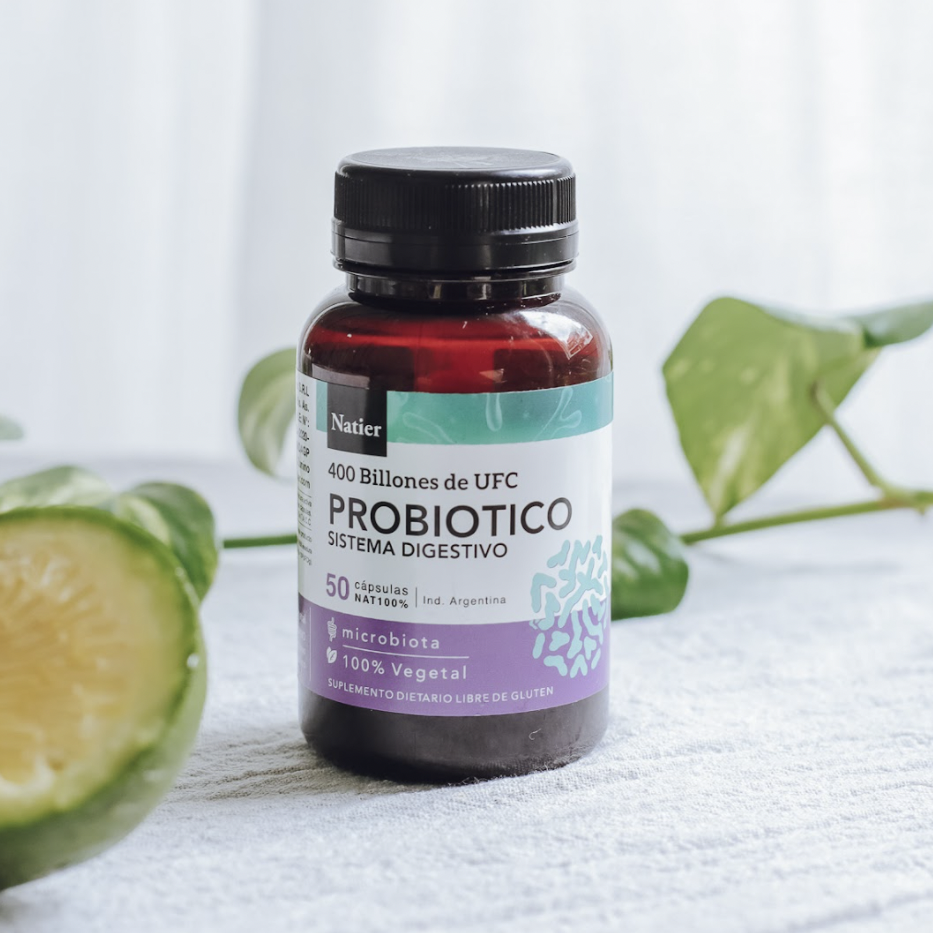 Natier
400 Billones de UFC
PROBIOTICO
SISTEMA DIGESTIVO
50 cápsulas
NAT100%
Ind. Argentina
microbiota
100% Vegetal
SUPLEMENTO DIETARIO LIBRE DE GLUTEN